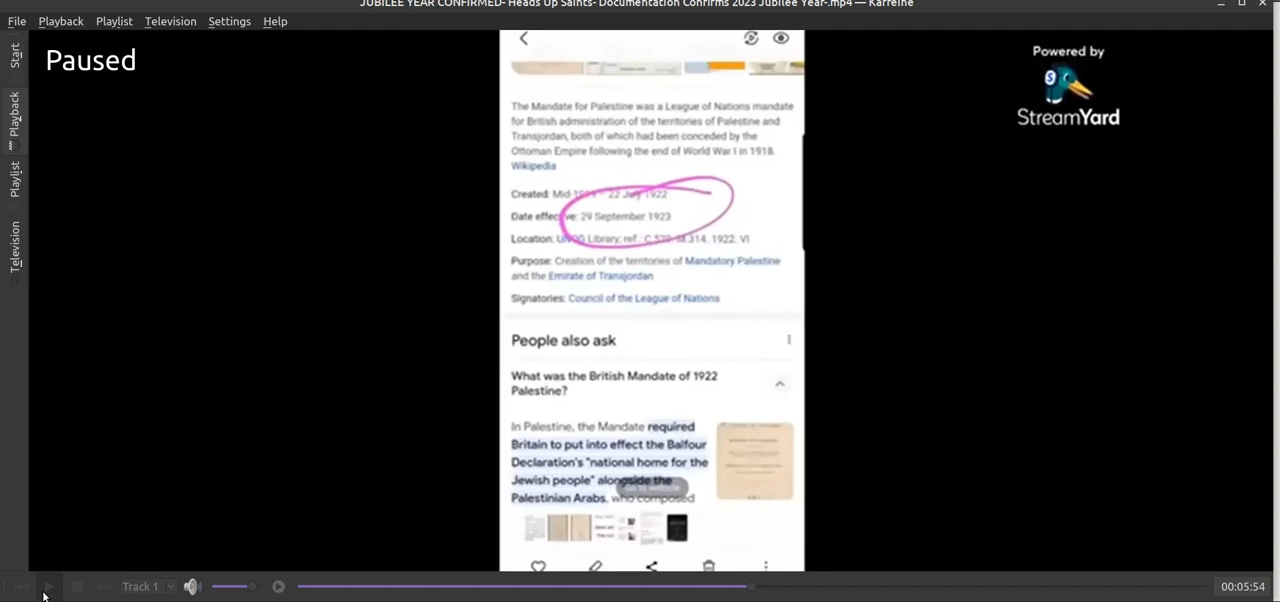 JUBILEE YEAR CONFIRMED- Heads Up Saints- Documentation Confirms 2023 Jubilee Year-.mp4 — Karreine
File Playback Playlist Television Settings Help
Start
Playback
Playlist
Television
Paused
Powered by
StreamYard
The Mandate for Palestine was a League of Nations mandate
for British administration of the territories of Palestine and
Transjordan, both of which had been conceded by the
Ottoman Empire following the end of World War I in 1918.
Wikipedia
Created: 22 July 1922
Date effective: 29 September 1923
Location: Library; ref.: 1922. VI
Purpose: Creation of the territories of Mandatory Palestine
and the Emirate of Transjordan
Signatories: Council of the League of Nations
People also ask
What was the British Mandate of 1922
Palestine?
In Palestine, the Mandate required
Britain to put into effect the Balfour
Declaration's "national home for the
Jewish people" alongside the
Palestinian Arabs, who composed
Track 1
00:05:54